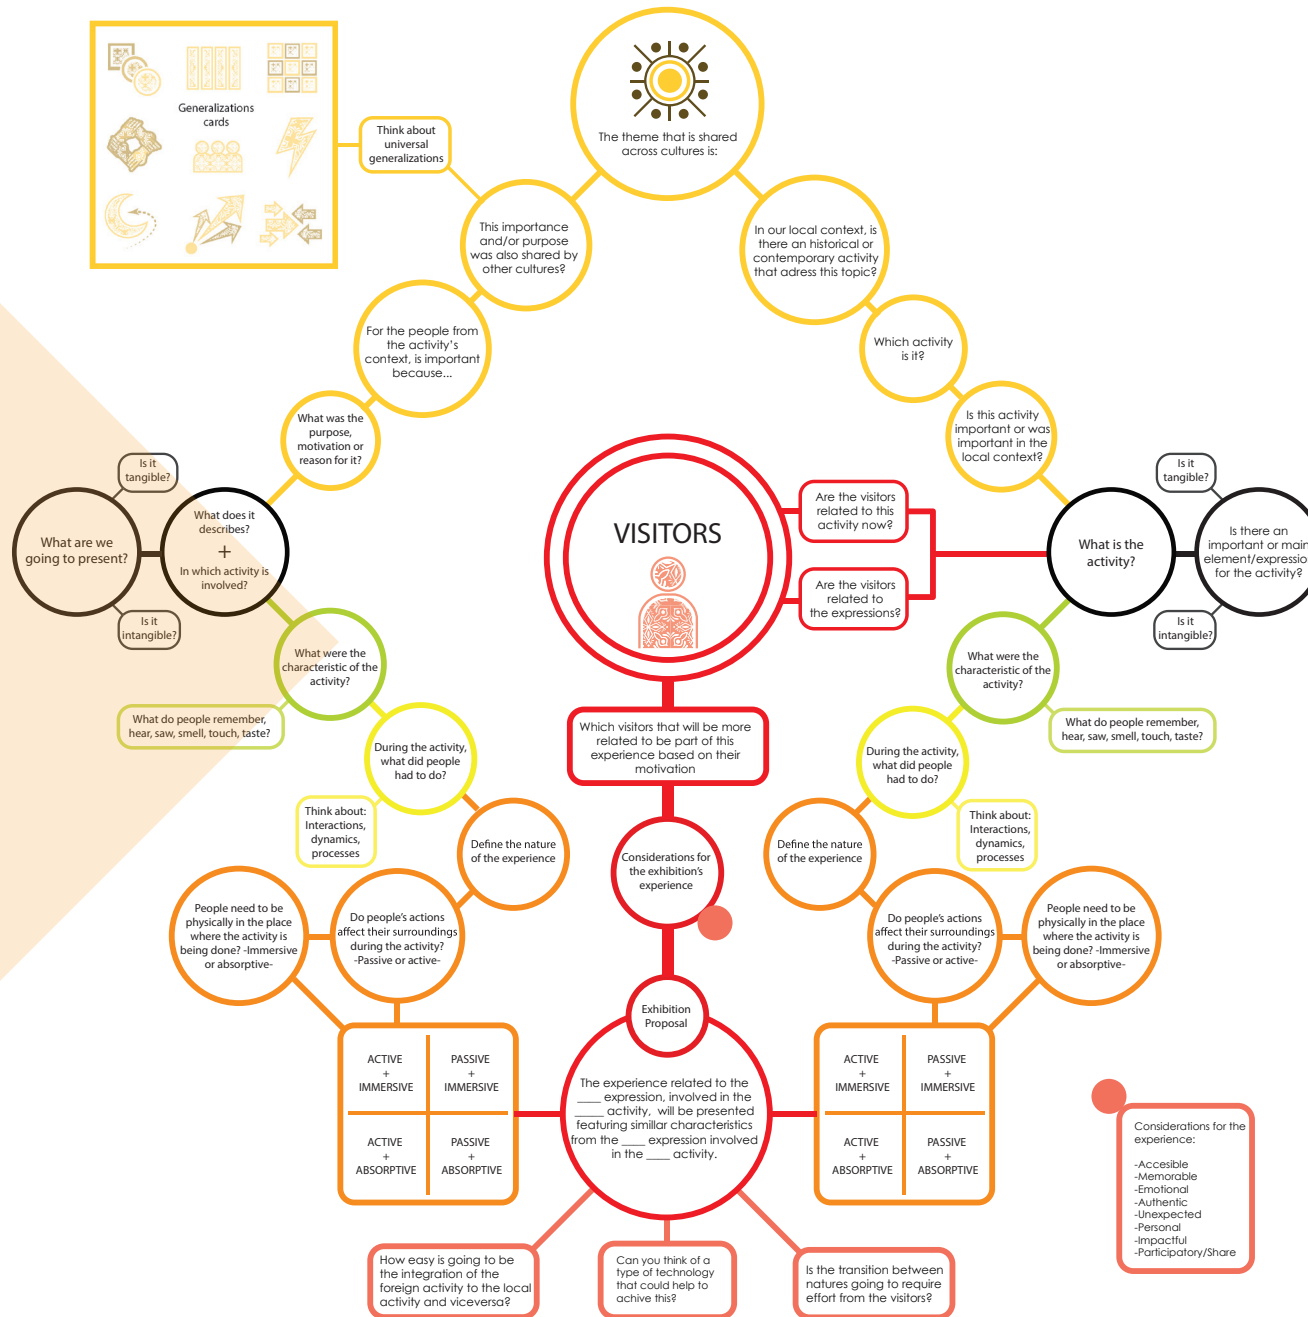 Generalizations
cards
Think about
universal
generalizations
The theme that is shared
across cultures is:
This importance
and/or purpose
was also shared by
other cultures?
In our local context, is
there an historical or
contemporary activity
that adress this topic?
For the people from
the activity's
context, is important
because...
Which activity
is it?
What was the
purpose,
motivation or
reason for it?
Is this activity
important or was
important in the
local context?
Is it
tangible?
What are we
going to present?
What does it
describes?
+
In which activity is
involved?
Is it
intangible?
VISITORS
Are the visitors
related to this
activity now?
Are the visitors
related to
the expressions?
What is the
activity?
Is it
tangible?
Is there an
important or main
element/expression
for the activity?
Is it
intangible?
What were the
characteristic of the
activity?
What do people remember,
hear, saw, smell, touch, taste?
During the activity,
what did people
had to do?
Think about:
Interactions,
dynamics,
processes
Define the nature
of the experience
Which visitors that will be more
related to be part of this
experience based on their
motivation
Considerations for
the exhibition's
experience
What were the
characteristic of the
activity?
What do people remember,
hear, saw, smell, touch, taste?
During the activity,
what did people
had to do?
Think about:
Interactions,
dynamics,
processes
Define the nature
of the experience
People need to be
physically in the place
where the activity is
being done? -Immersive
or absorptive-
Do people's actions
affect their surroundings
during the activity?
-Passive or active-
Do people's actions
affect their surroundings
during the activity?
-Passive or active-
People need to be
physically in the place
where the activity is
being done? -Immersive
or absorptive-
Exhibition
Proposal
ACTIVE
+
IMMERSIVE
PASSIVE
+
IMMERSIVE
ACTIVE
+
ABSORPTIVE
PASSIVE
+
ABSORPTIVE
The experience related to the
____ expression, involved in the
_____ activity, will be presented
featuring simillar characteristics
from the ____ expression involved
in the ____ activity.
ACTIVE
+
IMMERSIVE
PASSIVE
+
IMMERSIVE
ACTIVE
+
ABSORPTIVE
PASSIVE
+
ABSORPTIVE
Considerations for the
experience:
-Accesible
-Memorable
-Emotional
-Authentic
-Unexpected
-Personal
-Impactful
-Participatory/Share
How easy is going to be
the integration of the
foreign activity to the local
activity and viceversa?
Can you think of a
type of technology
that could help to
achive this?
Is the transition between
natures going to require
effort from the visitors?